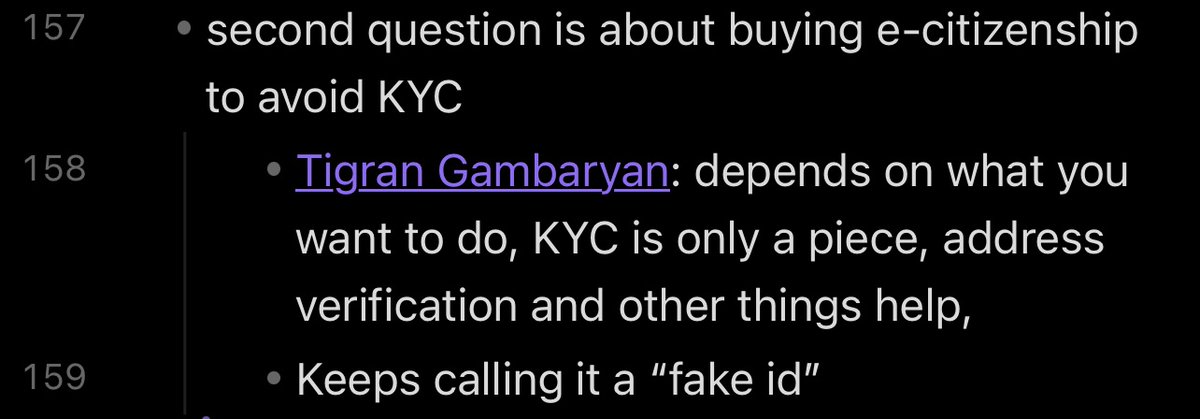 157 • second question is about buying e-citizenship
to avoid KYC
158 • Tigran Gambaryan: depends on what you
want to do, KYC is only a piece, address
verification and other things help,
159 • Keeps calling it a “fake id”